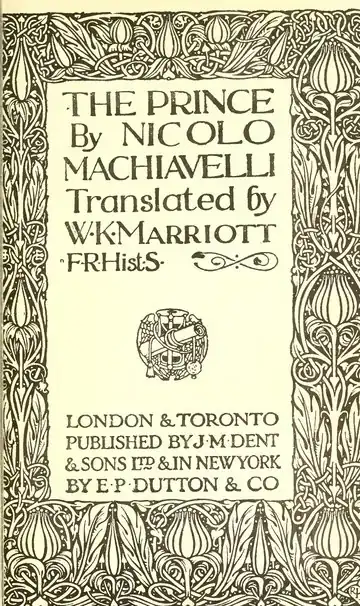 THE PRINCE
By NICOLO
MACHIAVELLI
Translated by
W·K·MARRIOTT
·F·R·Hist·S·
LONDON & TORONTO
PUBLISHED BY J·M·DENT
& SONS LTD & IN NEW YORK
BY E·P·DUTTON & CO